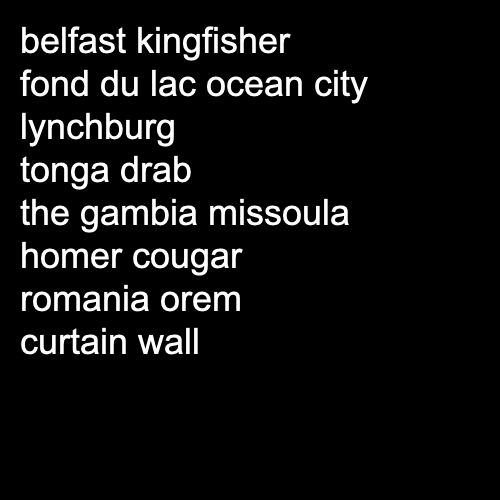 belfast kingfisher
fond du lac ocean city
lynchburg
tonga drab
the gambia missoula
homer cougar
romania orem
curtain wall